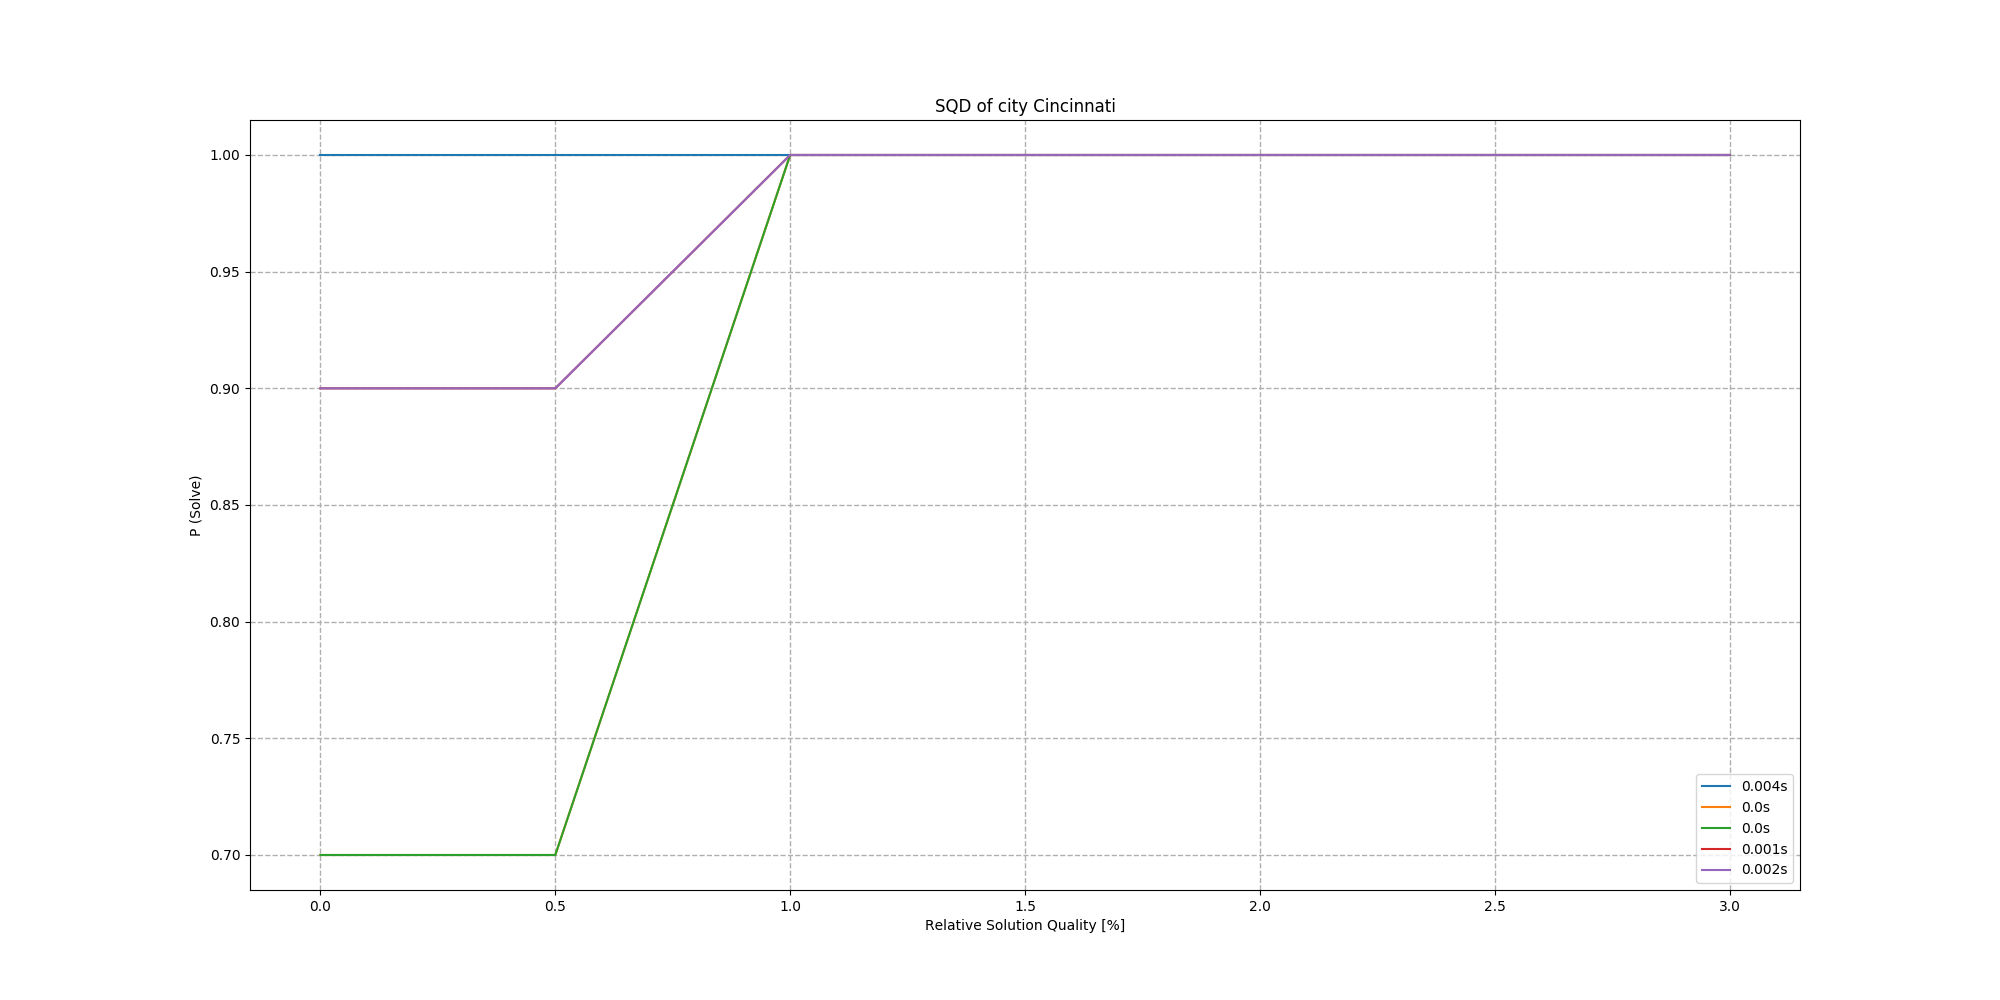 SQD of city Cincinnati
1.00
0.95
0.90
0.85
0.80
0.75
0.70
P (Solve)
0.0 0.5 1.0 1.5 2.0 2.5 3.0
Relative Solution Quality [%]
0.004s
0.0s
0.0s
0.001s
0.002s